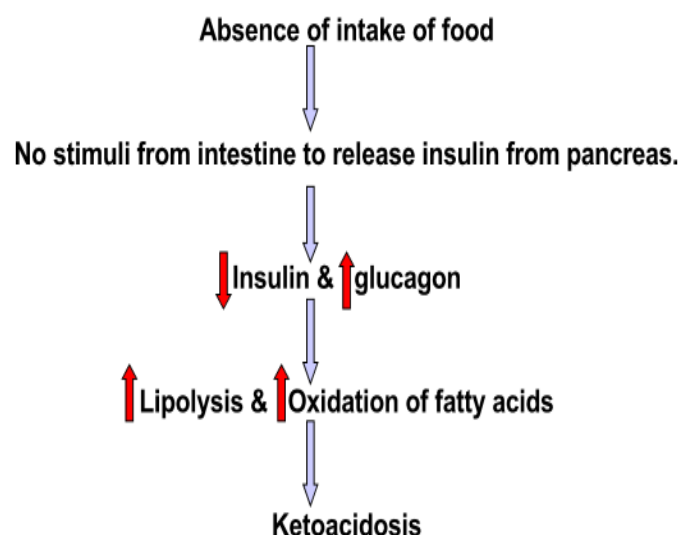 Absence of intake of food
No stimuli from intestine to release insulin from pancreas.
Insulin & glucagon
Lipolysis & Oxidation of fatty acids
Ketoacidosis